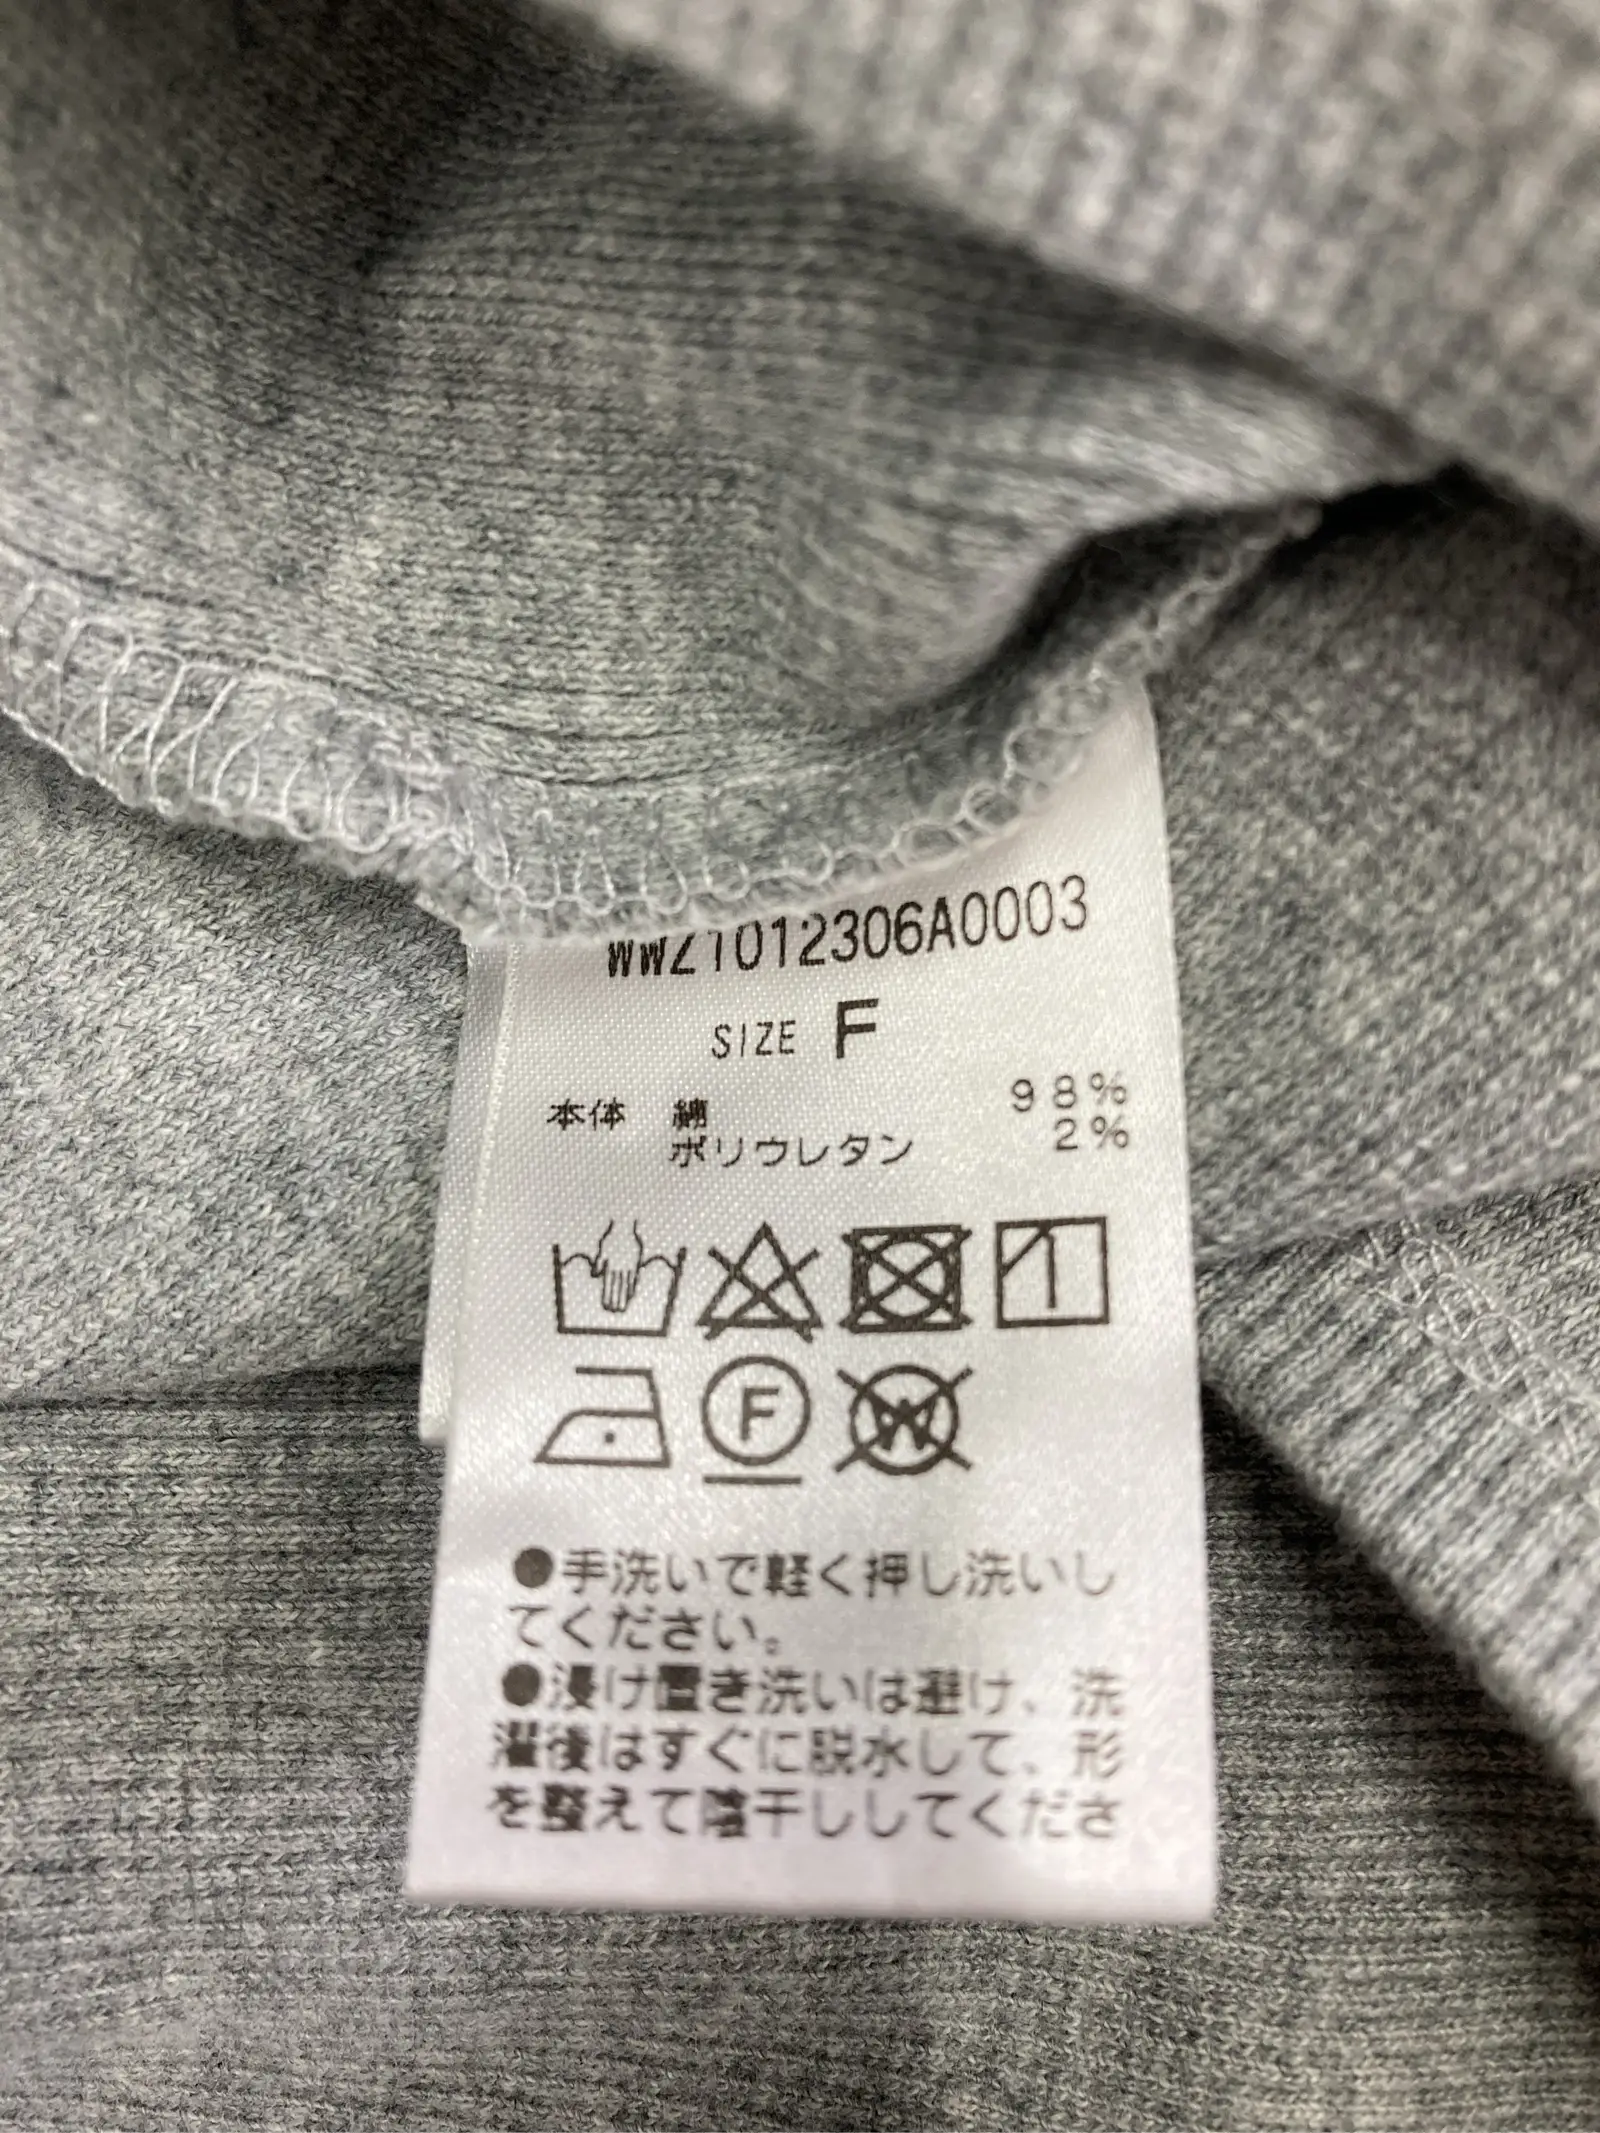 WWZ1012306A0003
SIZE F
本体 綿 98%
ポリウレタン 2%
F
W
●手洗いで軽く押し洗いし
てください。
●浸け置き洗いは避け、洗
濯後はすぐに脱水して、形
を整えて陰干ししてくださ